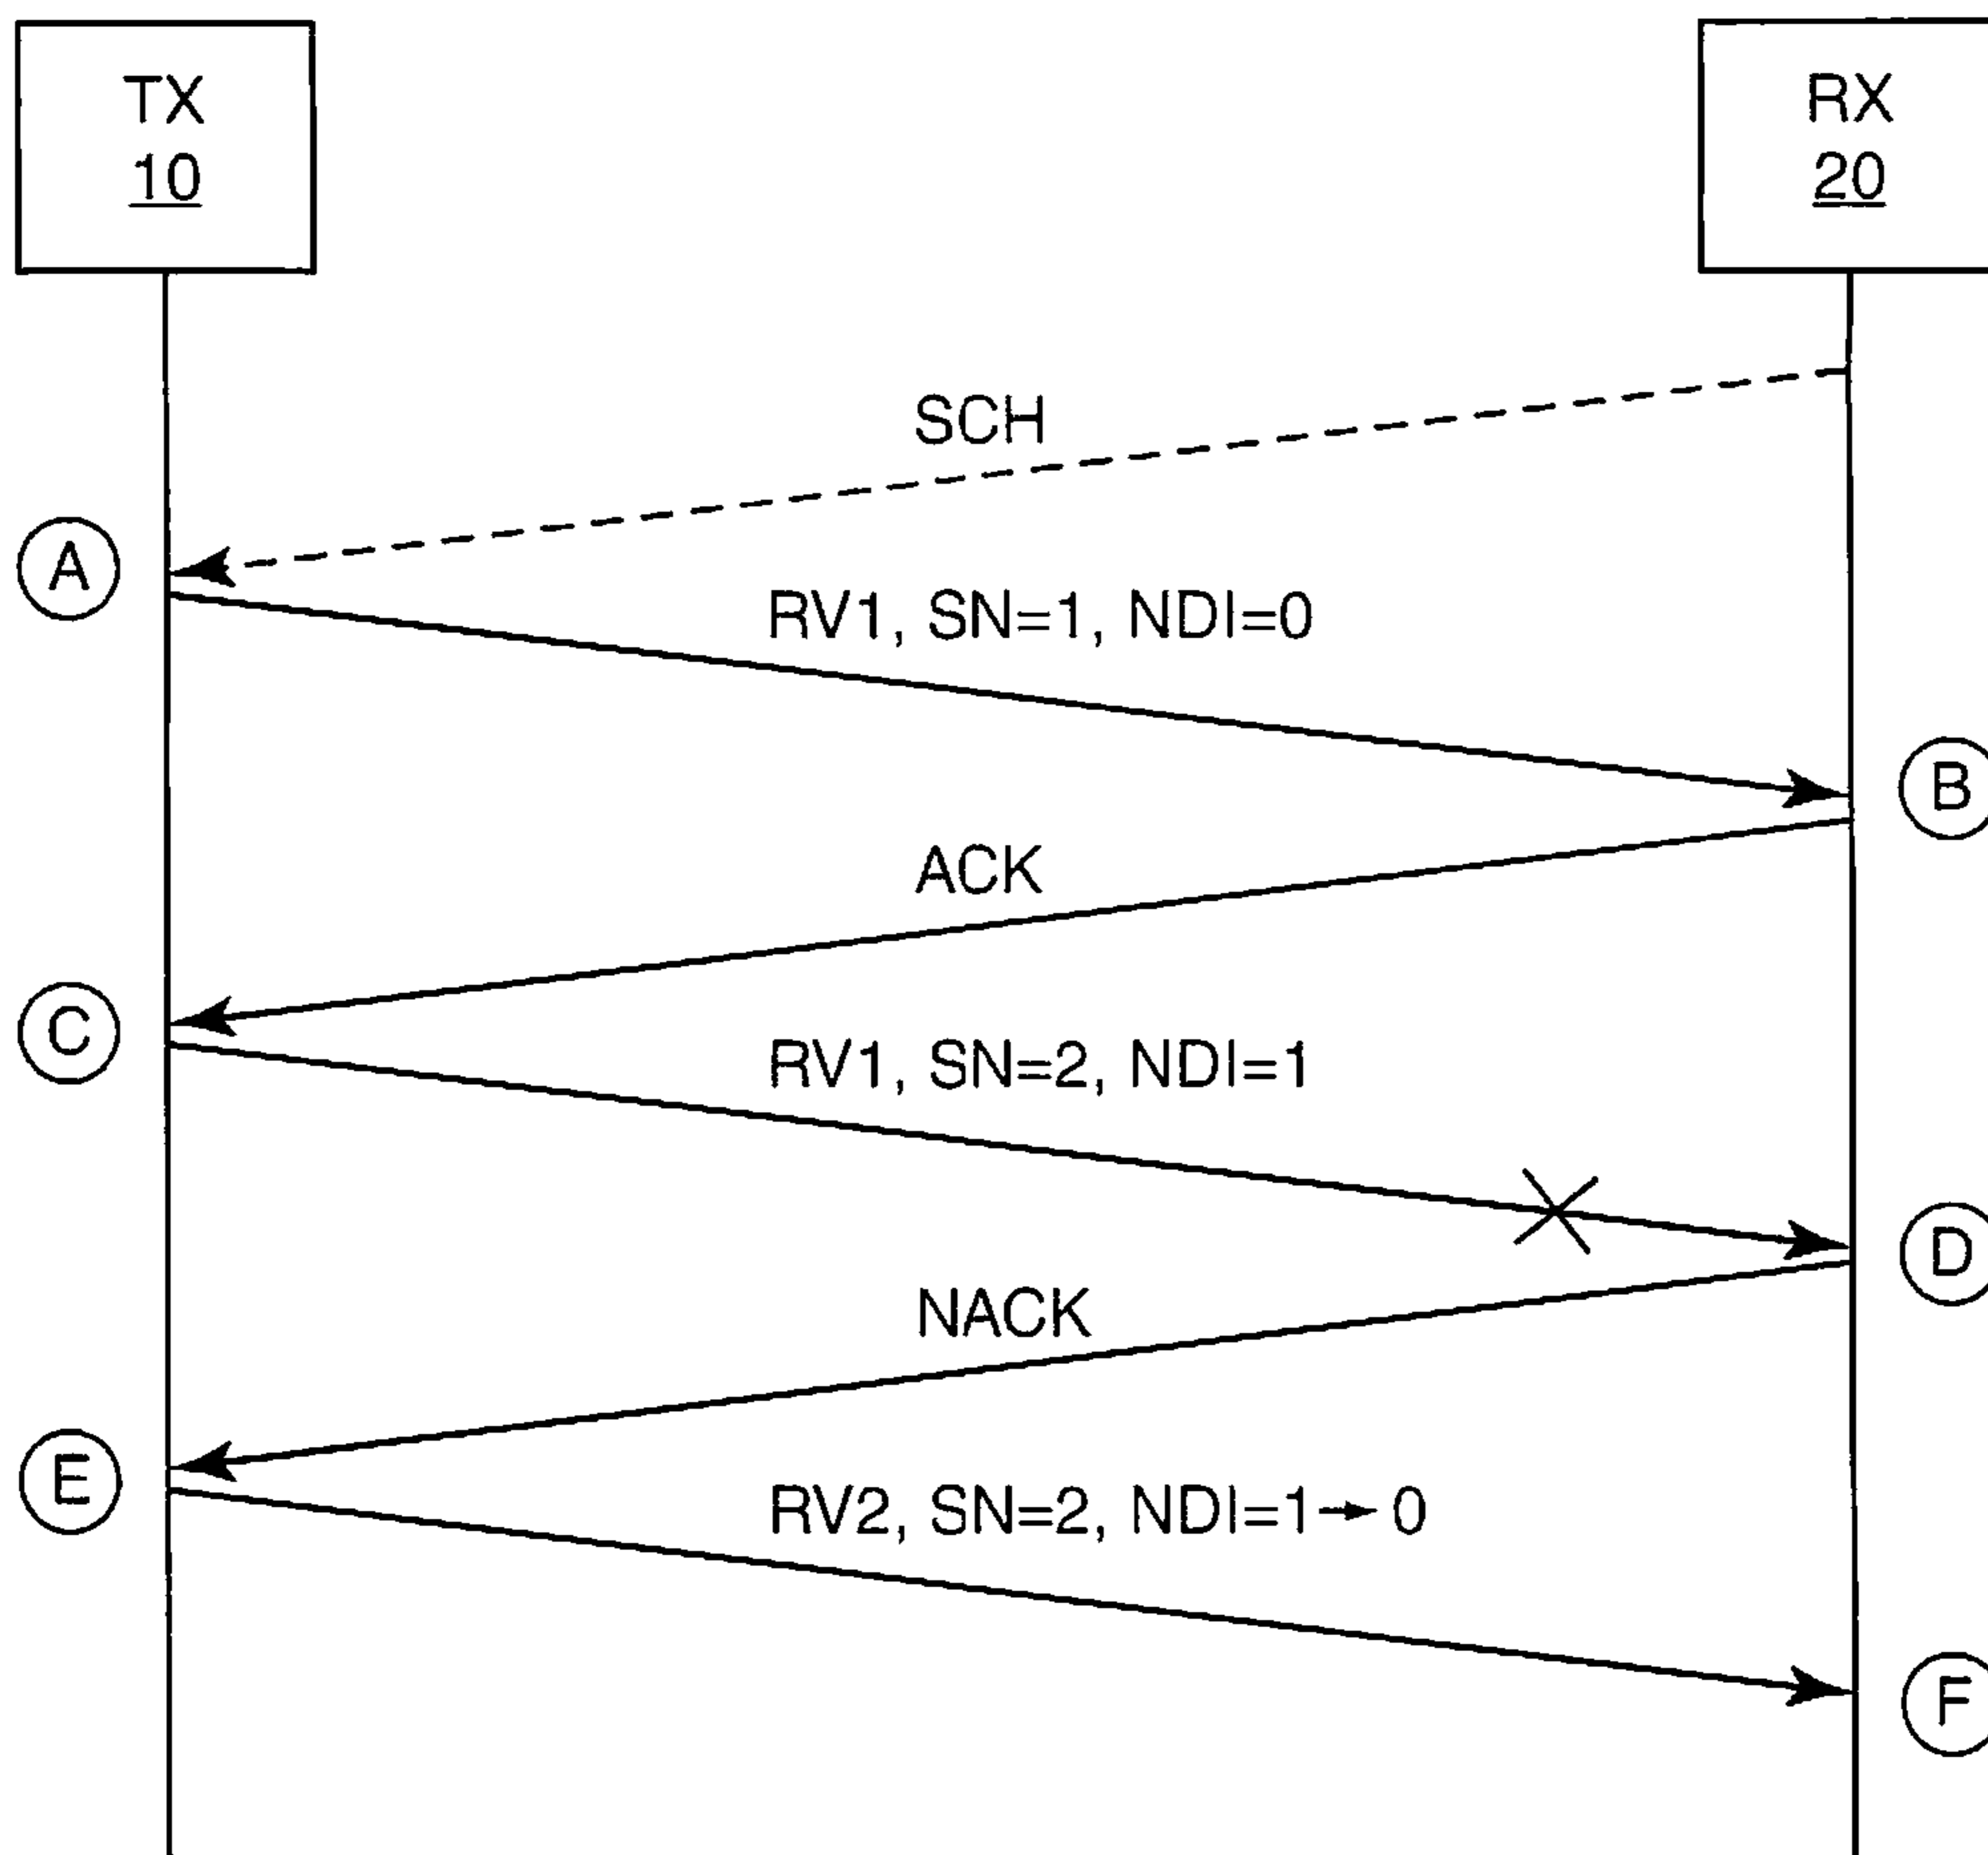 TX
10
RX
20
SCH
A
RV1, SN=1, NDI=0
B
ACK
C
RV1, SN=2, NDI=1
D
NACK
E
RV2, SN=2, NDI=1→0
F